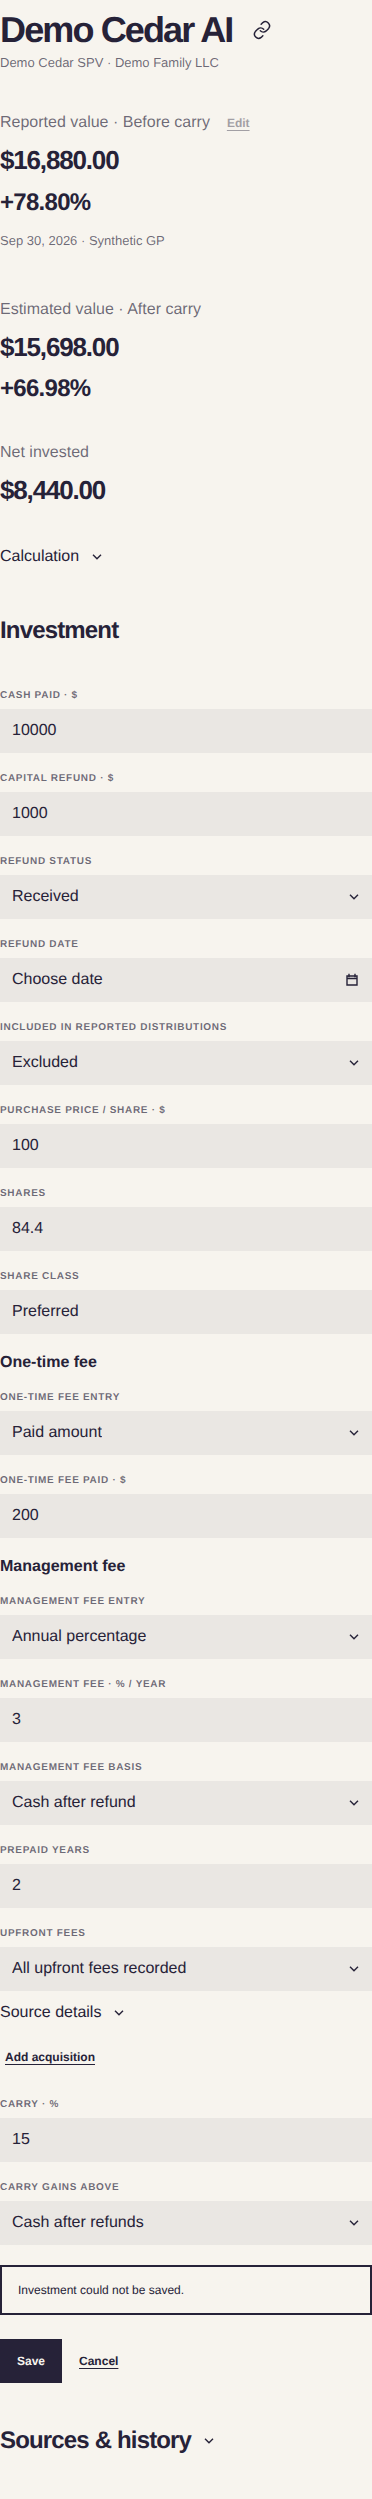 Demo Cedar AI
Demo Cedar SPV · Demo Family LLC
Reported value · Before carry Edit
$16,880.00
+78.80%
Sep 30, 2026 · Synthetic GP
Estimated value · After carry
$15,698.00
+66.98%
Net invested
$8,440.00
Calculation
Investment
CASH PAID · $
10000
CAPITAL REFUND · $
1000
REFUND STATUS
Received
REFUND DATE
Choose date
INCLUDED IN REPORTED DISTRIBUTIONS
Excluded
PURCHASE PRICE / SHARE · $
100
SHARES
84.4
SHARE CLASS
Preferred
One-time fee
ONE-TIME FEE ENTRY
Paid amount
ONE-TIME FEE PAID · $
200
Management fee
MANAGEMENT FEE ENTRY
Annual percentage
MANAGEMENT FEE · % / YEAR
3
MANAGEMENT FEE BASIS
Cash after refund
PREPAID YEARS
2
UPFRONT FEES
All upfront fees recorded
Source details
Add acquisition
CARRY · %
15
CARRY GAINS ABOVE
Cash after refunds
Investment could not be saved.
Save Cancel
Sources & history